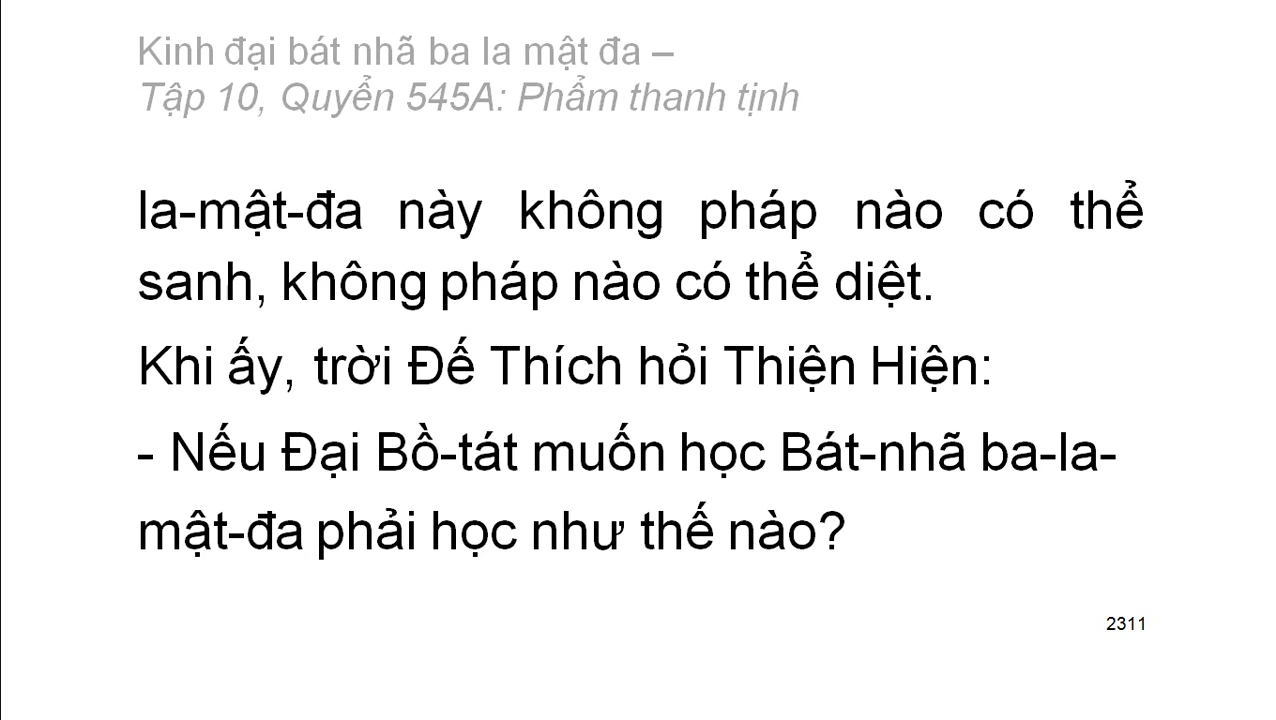 Kinh đại bát nhã ba la mật đa –
Tập 10, Quyển 545A: Phẩm thanh tịnh
la-mật-đa này không pháp nào có thể
sanh, không pháp nào có thể diệt.
Khi ấy, trời Đế Thích hỏi Thiện Hiện:
- Nếu Đại Bồ-tát muốn học Bát-nhã ba-la-
mật-đa phải học như thế nào?
2311